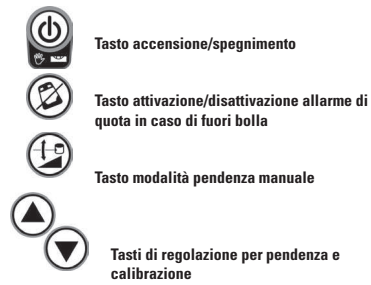 Tasto accensione/spegnimento
Tasto attivazione/disattivazione allarme di
quota in caso di fuori bolla
Tasto modalità pendenza manuale
Tasti di regolazione per pendenza e
calibrazione